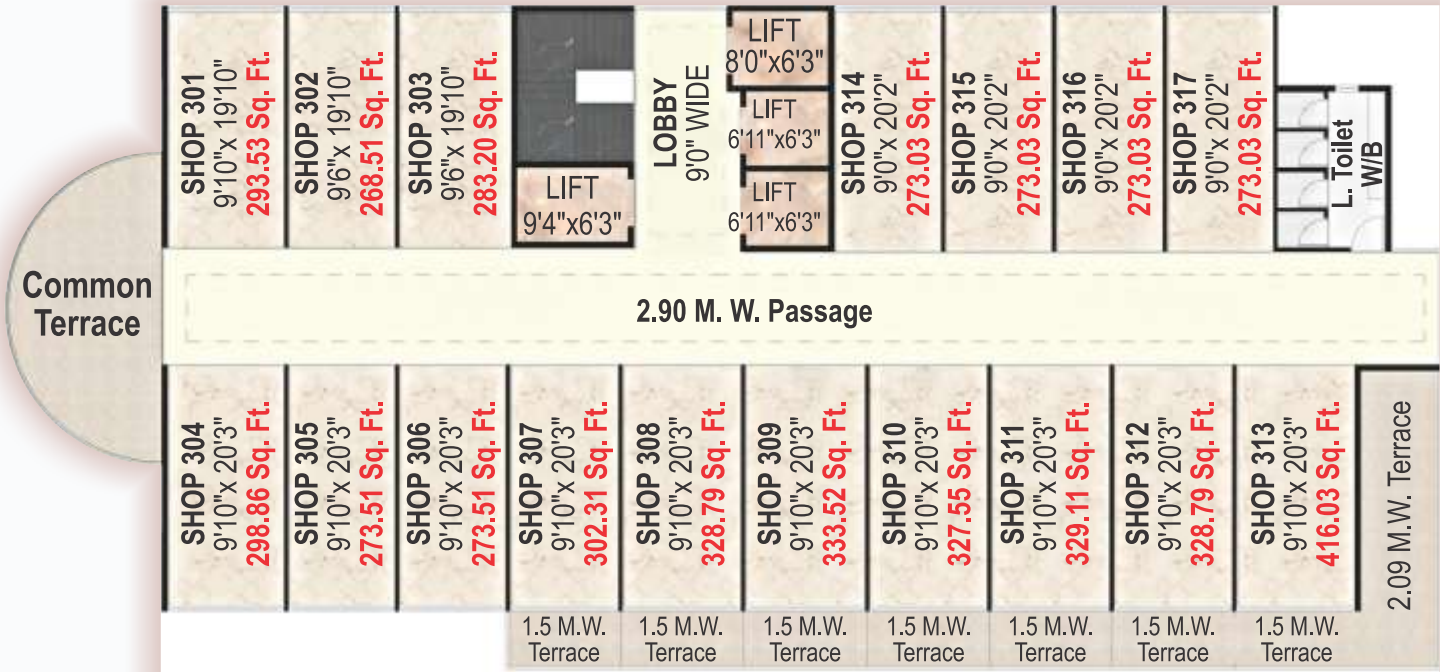 SHOP 301
9'10"x 19'10"
293.53 Sq. Ft.
SHOP 302
9'6"x 19'10"
268.51 Sq. Ft.
SHOP 303
9'6"x 19'10"
283.20 Sq. Ft.
LIFT
9'4"x6'3"
LOBBY
9'0" WIDE
LIFT
8'0"x6'3"
LIFT
6'11"x6'3"
LIFT
6'11"x6'3"
SHOP 314
9'0"x 20'2"
273.03 Sq. Ft.
SHOP 315
9'0"x 20'2"
273.03 Sq. Ft.
SHOP 316
9'0"x 20'2"
273.03 Sq. Ft.
SHOP 317
9'0"x 20'2"
273.03 Sq. Ft.
L. Toilet
W/B
Common
Terrace
2.90 M. W. Passage
SHOP 304
9'10"x 20'3"
298.86 Sq. Ft.
SHOP 305
9'10"x 20'3"
273.51 Sq. Ft.
SHOP 306
9'10"x 20'3"
273.51 Sq. Ft.
SHOP 307
9'10"x 20'3"
302.31 Sq. Ft.
SHOP 308
9'10"x 20'3"
328.79 Sq. Ft.
SHOP 309
9'10"x 20'3"
333.52 Sq. Ft.
SHOP 310
9'10"x 20'3"
327.55 Sq. Ft.
SHOP 311
9'10"x 20'3"
329.11 Sq. Ft.
SHOP 312
9'10"x 20'3"
328.79 Sq. Ft.
SHOP 313
9'10"x 20'3"
416.03 Sq. Ft.
2.09 M.W. Terrace
1.5 M.W.
Terrace
1.5 M.W.
Terrace
1.5 M.W.
Terrace
1.5 M.W.
Terrace
1.5 M.W.
Terrace
1.5 M.W.
Terrace
1.5 M.W.
Terrace